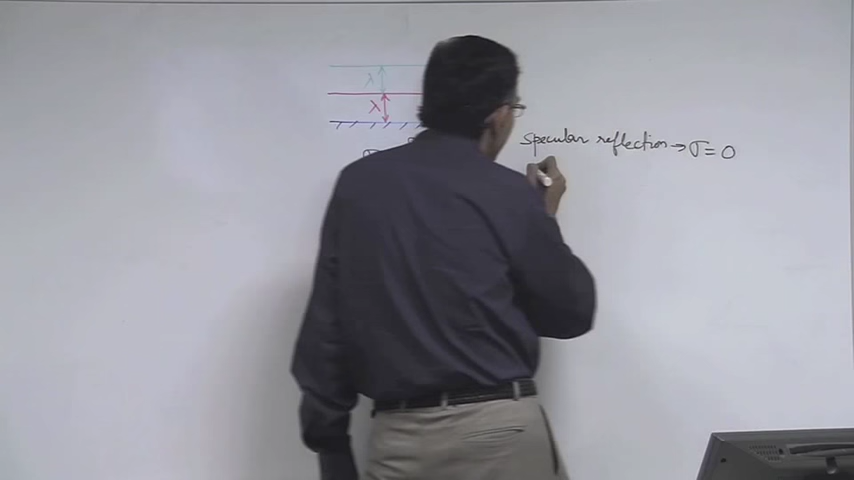 λ
λ
specular reflection → σ = 0